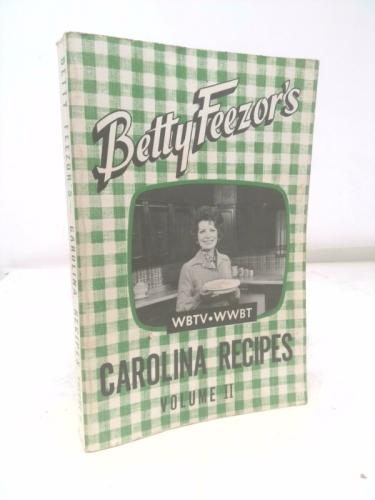 Betty Feezor's
WBTV • WWBT
CAROLINA RECIPES
VOLUME II
BETTY FEEZOR'S CAROLINA RECIPES